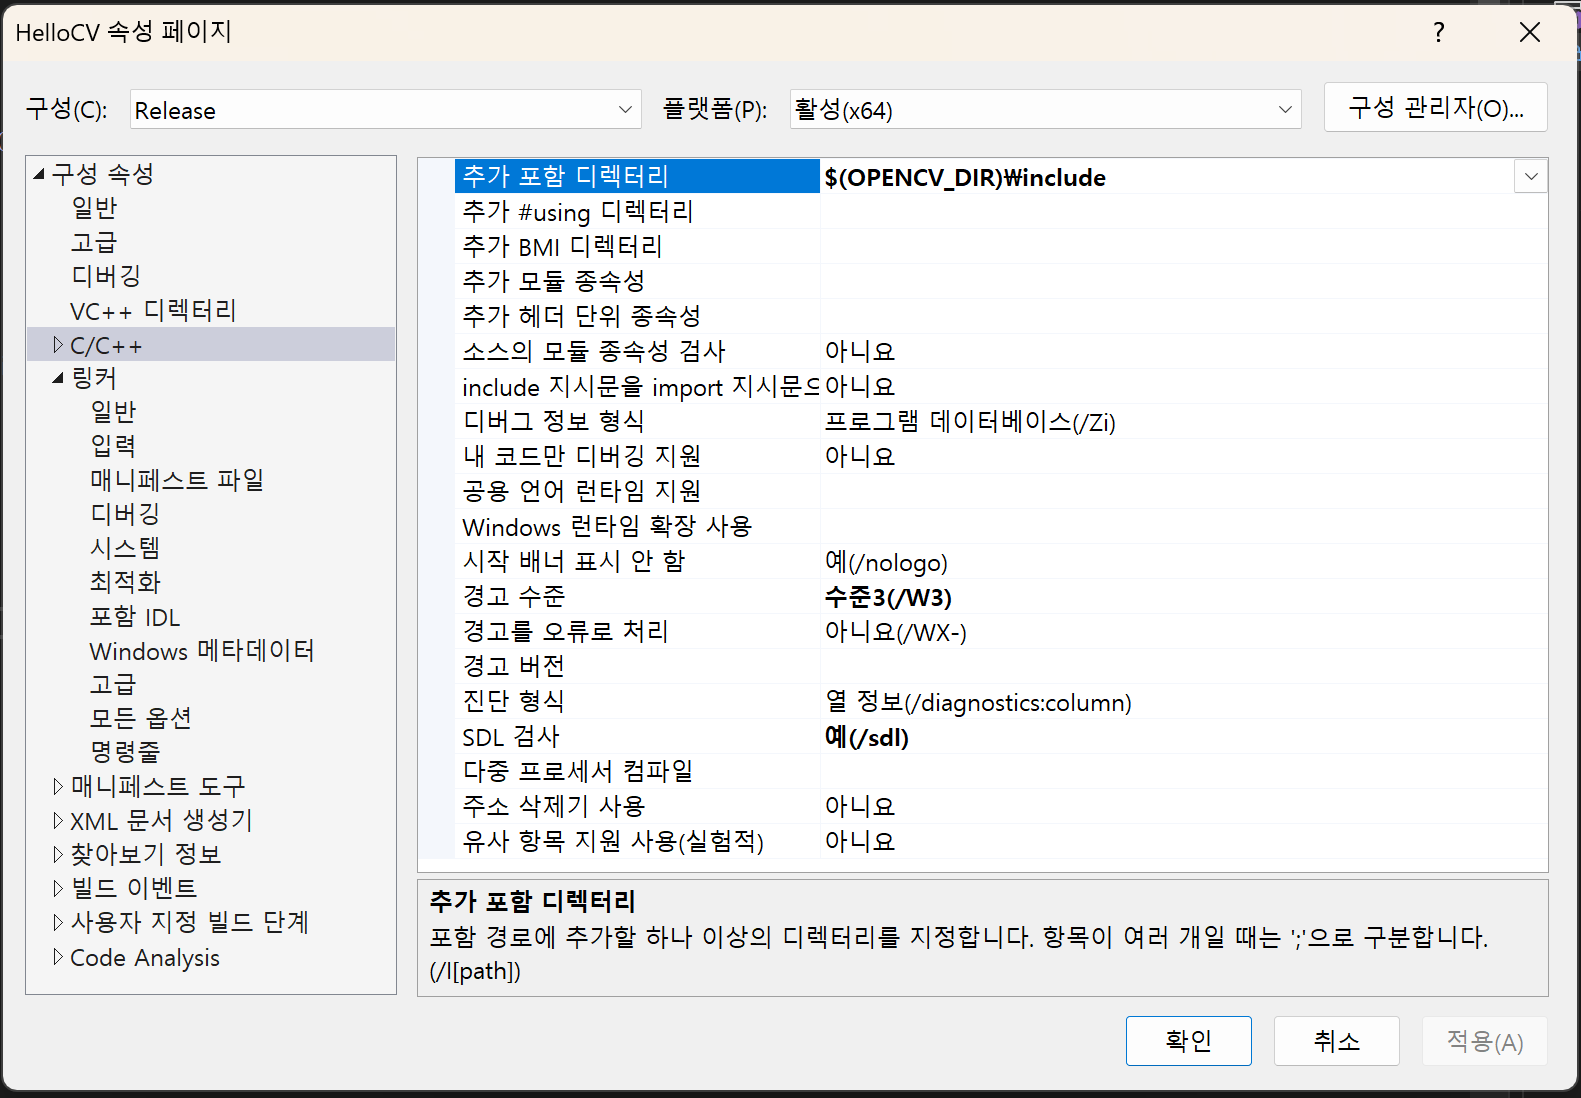 HelloCV 속성 페이지
?
구성(C):
Release
플랫폼(P):
활성(x64)
구성 관리자(O)...
구성 속성
일반
고급
디버깅
VC++ 디렉터리
C/C++
링커
일반
입력
매니페스트 파일
디버깅
시스템
최적화
포함 IDL
Windows 메타데이터
고급
모든 옵션
명령줄
매니페스트 도구
XML 문서 생성기
찾아보기 정보
빌드 이벤트
사용자 지정 빌드 단계
Code Analysis
추가 포함 디렉터리 $(OPENCV_DIR)₩include
추가 #using 디렉터리
추가 BMI 디렉터리
추가 모듈 종속성
추가 헤더 단위 종속성
소스의 모듈 종속성 검사 아니요
include 지시문을 import 지시문으 아니요
디버그 정보 형식 프로그램 데이터베이스(/Zi)
내 코드만 디버깅 지원 아니요
공용 언어 런타임 지원
Windows 런타임 확장 사용
시작 배너 표시 안 함 예(/nologo)
경고 수준 수준3(/W3)
경고를 오류로 처리 아니요(/WX-)
경고 버전
진단 형식 열 정보(/diagnostics:column)
SDL 검사 예(/sdl)
다중 프로세서 컴파일
주소 삭제기 사용 아니요
유사 항목 지원 사용(실험적) 아니요
추가 포함 디렉터리
포함 경로에 추가할 하나 이상의 디렉터리를 지정합니다. 항목이 여러 개일 때는 ';'으로 구분합니다.
(/I[path])
확인
취소
적용(A)